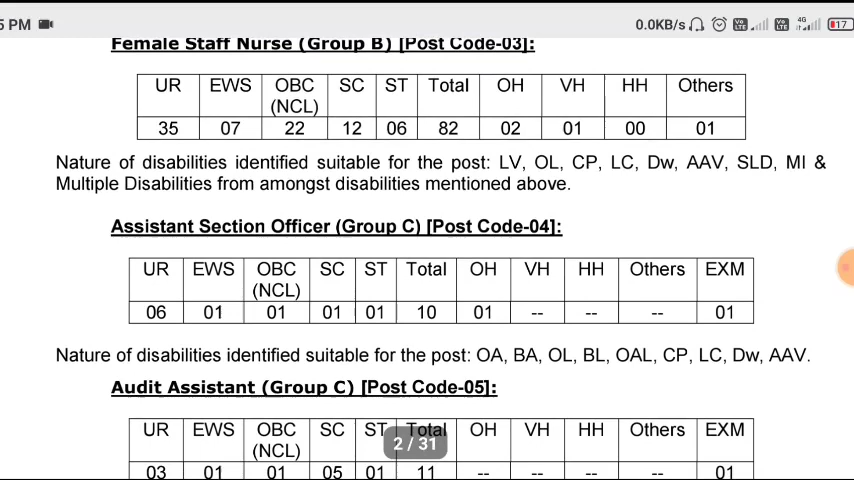 5 PM 0.0KB/s Vo LTE Vo LTE 4G 17
Female Staff Nurse (Group B) [Post Code-03]:
UR EWS OBC (NCL) SC ST Total OH VH HH Others
35 07 22 12 06 82 02 01 00 01
Nature of disabilities identified suitable for the post: LV, OL, CP, LC, Dw, AAV, SLD, MI &
Multiple Disabilities from amongst disabilities mentioned above.
Assistant Section Officer (Group C) [Post Code-04]:
UR EWS OBC (NCL) SC ST Total OH VH HH Others EXM
06 01 01 01 01 10 01 -- -- -- 01
Nature of disabilities identified suitable for the post: OA, BA, OL, BL, OAL, CP, LC, Dw, AAV.
Audit Assistant (Group C) [Post Code-05]:
UR EWS OBC (NCL) SC ST Total OH VH HH Others EXM
2 / 31
03 01 01 05 01 11 -- -- -- -- 01